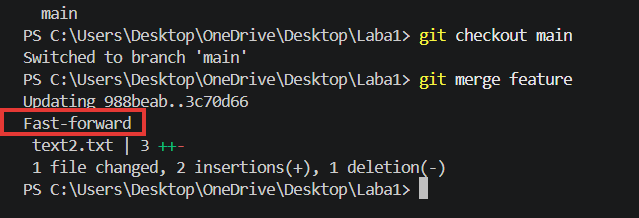 main
PS C:\Users\Desktop\OneDrive\Desktop\Laba1> git checkout main
Switched to branch 'main'
PS C:\Users\Desktop\OneDrive\Desktop\Laba1> git merge feature
Updating 988beab..3c70d66
Fast-forward
text2.txt | 3 ++-
1 file changed, 2 insertions(+), 1 deletion(-)
PS C:\Users\Desktop\OneDrive\Desktop\Laba1>